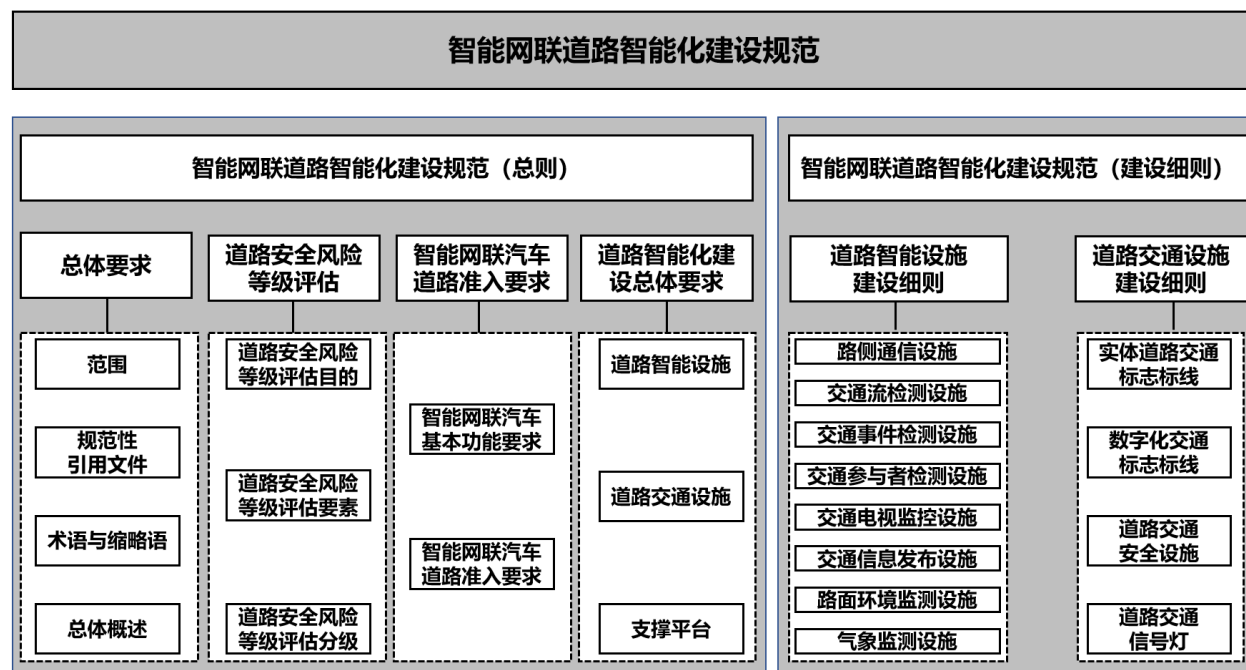 智能网联道路智能化建设规范
智能网联道路智能化建设规范（总则）
总体要求
范围
规范性
引用文件
术语与缩略语
总体概述
道路安全风险
等级评估
道路安全风险
等级评估目的
道路安全风险
等级评估要素
道路安全风险
等级评估分级
智能网联汽车
道路准入要求
智能网联汽车
基本功能要求
智能网联汽车
道路准入要求
道路智能化建
设总体要求
道路智能设施
道路交通设施
支撑平台
智能网联道路智能化建设规范（建设细则）
道路智能设施
建设细则
路侧通信设施
交通流检测设施
交通事件检测设施
交通参与者检测设施
交通电视监控设施
交通信息发布设施
路面环境监测设施
气象监测设施
道路交通设施
建设细则
实体道路交通
标志标线
数字化交通
标志标线
道路交通
安全设施
道路交通
信号灯